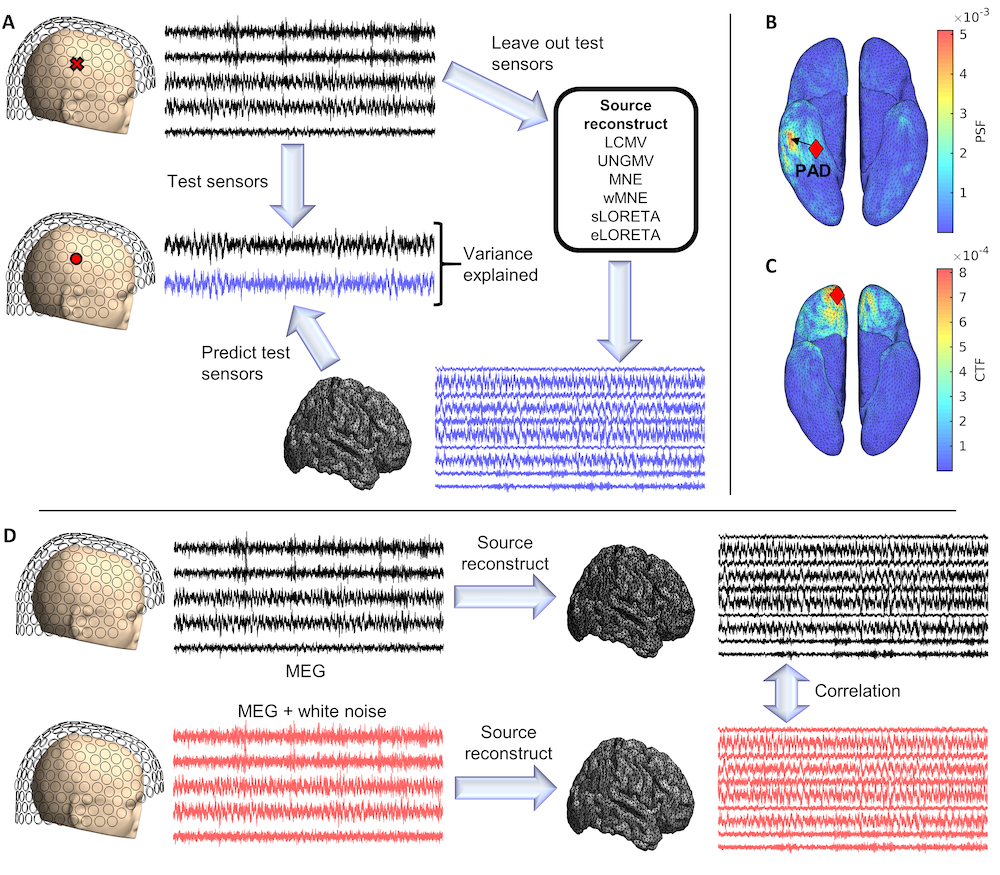 A
Leave out test
sensors
Source
reconstruct
LCMV
UNGMV
MNE
wMNE
sLORETA
eLORETA
Test sensors
Variance
explained
Predict test
sensors
B
×10⁻³
5
4
3
2
1
PSF
PAD
C
×10⁻⁴
8
7
6
5
4
3
2
1
CTF
D
Source
reconstruct
MEG
Correlation
MEG + white noise
Source
reconstruct